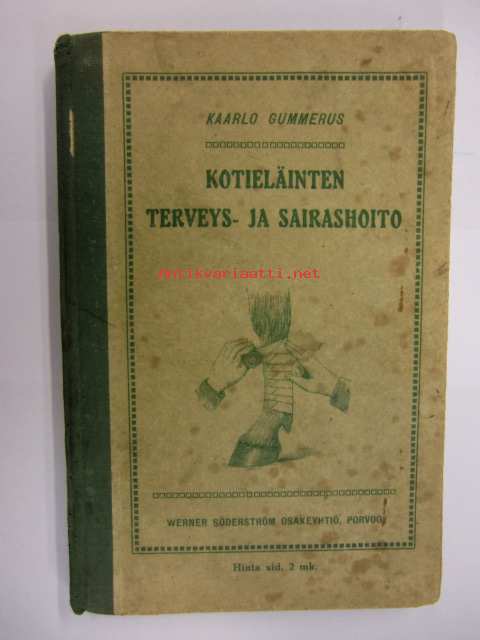 KAARLO GUMMERUS
KOTIELÄINTEN
TERVEYS- JA SAIRASHOITO
antikvariaatti.net
WERNER SÖDERSTRÖM OSAKEYHTIÖ, PORVOO
Hinta sid. 2 mk.